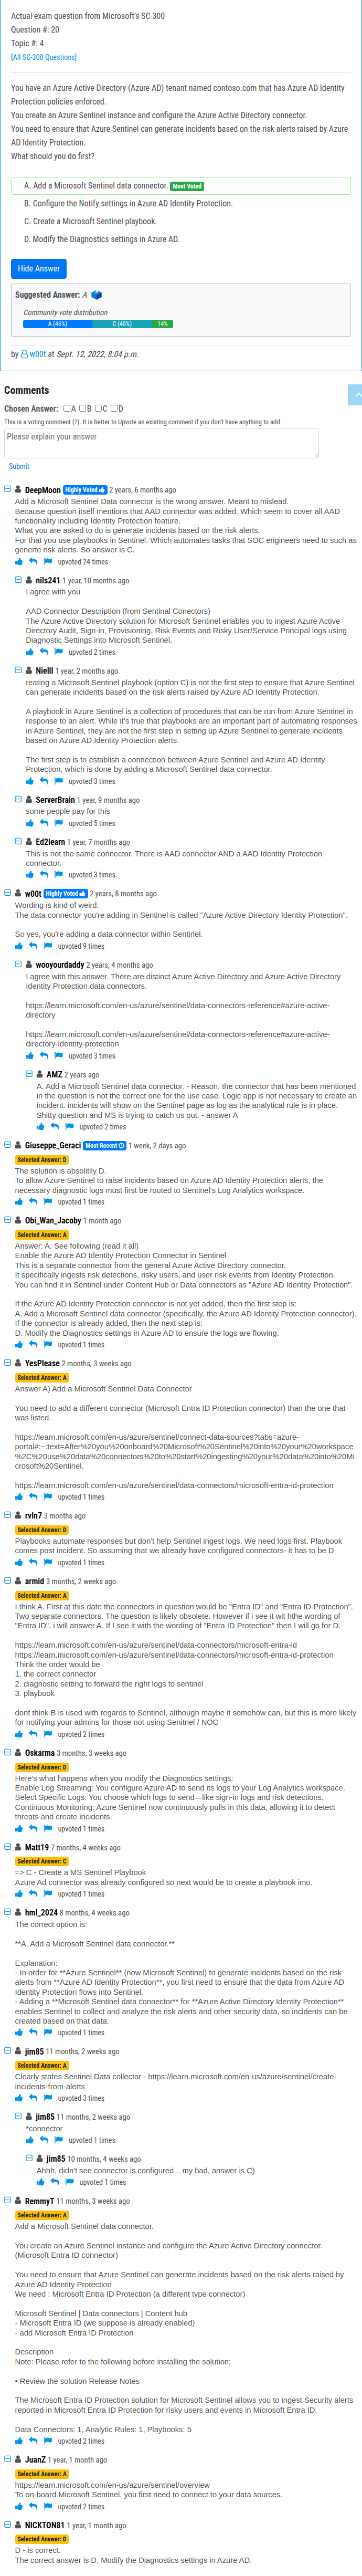 Actual exam question from Microsoft's SC-300
Question #: 20
Topic #: 4
[All SC-300 Questions]
You have an Azure Active Directory (Azure AD) tenant named contoso.com that has Azure AD Identity
Protection policies enforced.
You create an Azure Sentinel instance and configure the Azure Active Directory connector.
You need to ensure that Azure Sentinel can generate incidents based on the risk alerts raised by Azure
AD Identity Protection.
What should you do first?
A. Add a Microsoft Sentinel data connector. Most Voted
B. Configure the Notify settings in Azure AD Identity Protection.
C. Create a Microsoft Sentinel playbook.
D. Modify the Diagnostics settings in Azure AD.
Hide Answer
Suggested Answer: A
Community vote distribution
A (46%) C (40%) 14%
by w00t at Sept. 12, 2022, 8:04 p.m.
Comments
Chosen Answer: A B C D
This is a voting comment (?). It is better to Upvote an existing comment if you don't have anything to add.
Please explain your answer
Submit
DeepMoon Highly Voted 2 years, 6 months ago
Add a Microsoft Sentinel Data connector is the wrong answer. Meant to mislead.
Because question itself mentions that AAD connector was added. Which seem to cover all AAD
functionality including Identity Protection feature.
What you are asked to do is generate incidents based on the risk alerts.
For that you use playbooks in Sentinel. Which automates tasks that SOC engineers need to such as
generte risk alerts. So answer is C.
upvoted 24 times
nils241 1 year, 10 months ago
I agree with you
AAD Connector Description (from Sentinal Conectors)
The Azure Active Directory solution for Microsoft Sentinel enables you to ingest Azure Active
Directory Audit, Sign-in, Provisioning, Risk Events and Risky User/Service Principal logs using
Diagnostic Settings into Microsoft Sentinel.
upvoted 2 times
Nielll 1 year, 2 months ago
reating a Microsoft Sentinel playbook (option C) is not the first step to ensure that Azure Sentinel
can generate incidents based on the risk alerts raised by Azure AD Identity Protection.
A playbook in Azure Sentinel is a collection of procedures that can be run from Azure Sentinel in
response to an alert. While it's true that playbooks are an important part of automating responses
in Azure Sentinel, they are not the first step in setting up Azure Sentinel to generate incidents
based on Azure AD Identity Protection alerts.
The first step is to establish a connection between Azure Sentinel and Azure AD Identity
Protection, which is done by adding a Microsoft Sentinel data connector.
upvoted 3 times
ServerBrain 1 year, 9 months ago
some people pay for this
upvoted 5 times
Ed2learn 1 year, 7 months ago
This is not the same connector. There is AAD connector AND a AAD Identity Protection
connector.
upvoted 3 times
w00t Highly Voted 2 years, 8 months ago
Wording is kind of weird.
The data connector you're adding in Sentinel is called "Azure Active Directory Identity Protection".
So yes, you're adding a data connector within Sentinel.
upvoted 9 times
wooyourdaddy 2 years, 4 months ago
I agree with this answer. There are distinct Azure Active Directory and Azure Active Directory
Identity Protection data connectors.
https://learn.microsoft.com/en-us/azure/sentinel/data-connectors-reference#azure-active-
directory
https://learn.microsoft.com/en-us/azure/sentinel/data-connectors-reference#azure-active-
directory-identity-protection
upvoted 3 times
AMZ 2 years ago
A. Add a Microsoft Sentinel data connector. - Reason, the connector that has been mentioned
in the question is not the correct one for the use case. Logic app is not necessary to create an
incident. incidents will show on the Sentinel page as log as the analytical rule is in place.
Shitty question and MS is trying to catch us out. - answer A
upvoted 2 times
Giuseppe_Geraci Most Recent 1 week, 2 days ago
Selected Answer: D
The solution is absolitily D.
To allow Azure Sentinel to raise incidents based on Azure AD Identity Protection alerts, the
necessary diagnostic logs must first be routed to Sentinel's Log Analytics workspace.
upvoted 1 times
Obi_Wan_Jacoby 1 month ago
Selected Answer: A
Answer: A. See following (read it all)
Enable the Azure AD Identity Protection Connection in Sentinel
This is a separate connector from the general Azure Active Directory connector.
It specifically ingests risk detections, risky users, and user risk events from Identity Protection.
You can find it in Sentinel under Content Hub or Data connectors as "Azure AD Identity Protection".
If the Azure AD Identity Protection connector is not yet added, then the first step is:
A. Add a Microsoft Sentinel data connector (specifically, the Azure AD Identity Protection connector).
If the connector is already added, then the next step is:
D. Modify the Diagnostics settings in Azure AD to ensure the logs are flowing.
upvoted 1 times
YesPlease 2 months, 3 weeks ago
Selected Answer: A
Answer A) Add a Microsoft Sentinel Data Connector
You need to add a different connector (Microsoft Entra ID Protection connector) than the one that
was listed.
https://learn.microsoft.com/en-us/azure/sentinel/connect-data-sources?tabs=azure-
portal#:~:text=After%20you%20onboard%20Microsoft%20Sentinel%20into%20your%20workspace
%2C%20use%20data%20connectors%20to%20start%20ingesting%20your%20data%20into%20Mi
crosoft%20Sentinel.
https://learn.microsoft.com/en-us/azure/sentinel/data-connectors/microsoft-entra-id-protection
upvoted 1 times
rvln7 3 months ago
Selected Answer: D
Playbooks automate responses but don't help Sentinel ingest logs. We need logs first. Playbook
comes post incident. So assuming that we already have configured connectors- it has to be D
upvoted 1 times
armid 3 months, 2 weeks ago
Selected Answer: A
I think A. First at this date the connectors in question would be "Entra ID" and "Entra ID Protection".
Two separate connectors. The question is likely obsolete. However if i see it wit hthe wording of
"Entra ID", i will answer A. If I see it with the wording of "Entra ID Protection" then I will go for D.
https://learn.microsoft.com/en-us/azure/sentinel/data-connectors/microsoft-entra-id
https://learn.microsoft.com/en-us/azure/sentinel/data-connectors/microsoft-entra-id-protection
Think the order would be
1. the correct connector
2. diagnostic setting to forward the right logs to sentinel
3. playbook
dont think B is used with regards to Sentinel, although maybe it somehow can, but this is more likely
for notifying your admins for those not using Senitnel / NOC
upvoted 2 times
Oskarma 3 months, 3 weeks ago
Selected Answer: D
Here's what happens when you modify the Diagnostics settings:
Enable Log Streaming: You configure Azure AD to send its logs to your Log Analytics workspace.
Select Specific Logs: You choose which logs to send—like sign-in logs and risk detections.
Continuous Monitoring: Azure Sentinel now continuously pulls in this data, allowing it to detect
threats and create incidents.
upvoted 1 times
Matt19 7 months, 4 weeks ago
Selected Answer: C
=> C - Create a MS Sentinel Playbook
Azure Ad connector was already configured so next would be to create a playbook imo.
upvoted 1 times
hml_2024 8 months, 4 weeks ago
The correct option is:
**A. Add a Microsoft Sentinel data connector.**
Explanation:
- In order for **Azure Sentinel** (now Microsoft Sentinel) to generate incidents based on the risk
alerts from **Azure AD Identity Protection**, you first need to ensure that the data from Azure AD
Identity Protection flows into Sentinel.
- Adding a **Microsoft Sentinel data connector** for **Azure Active Directory Identity Protection**
enables Sentinel to collect and analyze the risk alerts and other security data, so incidents can be
created based on that data.
upvoted 1 times
jim85 11 months, 2 weeks ago
Selected Answer: A
Clearly states Sentinel Data collector - https://learn.microsoft.com/en-us/azure/sentinel/create-
incidents-from-alerts
upvoted 3 times
jim85 11 months, 2 weeks ago
*connector
upvoted 1 times
jim85 10 months, 4 weeks ago
Ahhh, didn't see connector is configured .. my bad, answer is C)
upvoted 1 times
RemmyT 11 months, 3 weeks ago
Selected Answer: A
Add a Microsoft Sentinel data connector.
You create an Azure Sentinel instance and configure the Azure Active Directory connector.
(Microsoft Entra ID connector)
You need to ensure that Azure Sentinel can generate incidents based on the risk alerts raised by
Azure AD Identity Protection
We need : Microsoft Entra ID Protection (a different type connector)
Microsoft Sentinel | Data connectors | Content hub
- Microsoft Entra ID (we suppose is already enabled)
- add Microsoft Entra ID Protection
Description
Note: Please refer to the following before installing the solution:
• Review the solution Release Notes
The Microsoft Entra ID Protection solution for Microsoft Sentinel allows you to ingest Security alerts
reported in Microsoft Entra ID Protection for risky users and events in Microsoft Entra ID.
Data Connectors: 1, Analytic Rules: 1, Playbooks: 5
upvoted 2 times
JuanZ 1 year, 1 month ago
Selected Answer: A
https://learn.microsoft.com/en-us/azure/sentinel/overview
To on-board Microsoft Sentinel, you first need to connect to your data sources.
upvoted 2 times
NICKTON81 1 year, 1 month ago
Selected Answer: D
D - is correct.
The correct answer is D. Modify the Diagnostics settings in Azure AD.